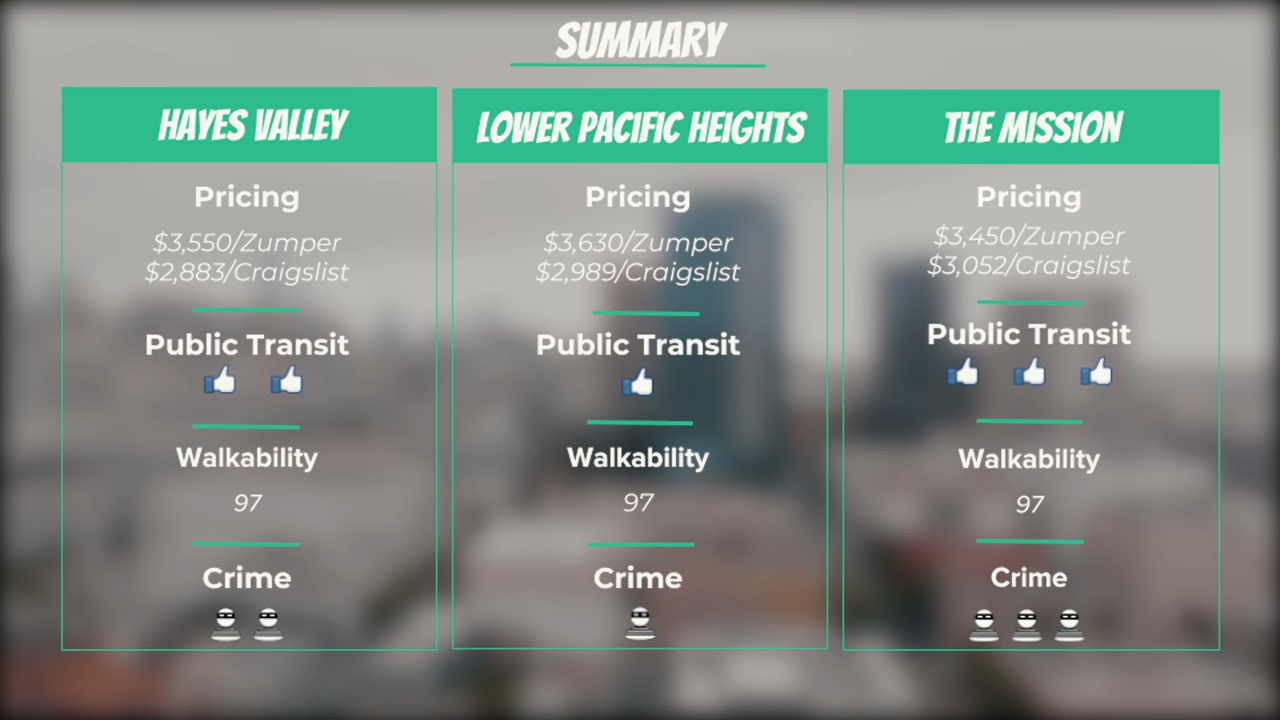 SUMMARY
HAYES VALLEY
Pricing
$3,550/Zumper
$2,883/Craigslist
Public Transit
Walkability
97
Crime
LOWER PACIFIC HEIGHTS
Pricing
$3,630/Zumper
$2,989/Craigslist
Public Transit
Walkability
97
Crime
THE MISSION
Pricing
$3,450/Zumper
$3,052/Craigslist
Public Transit
Walkability
97
Crime